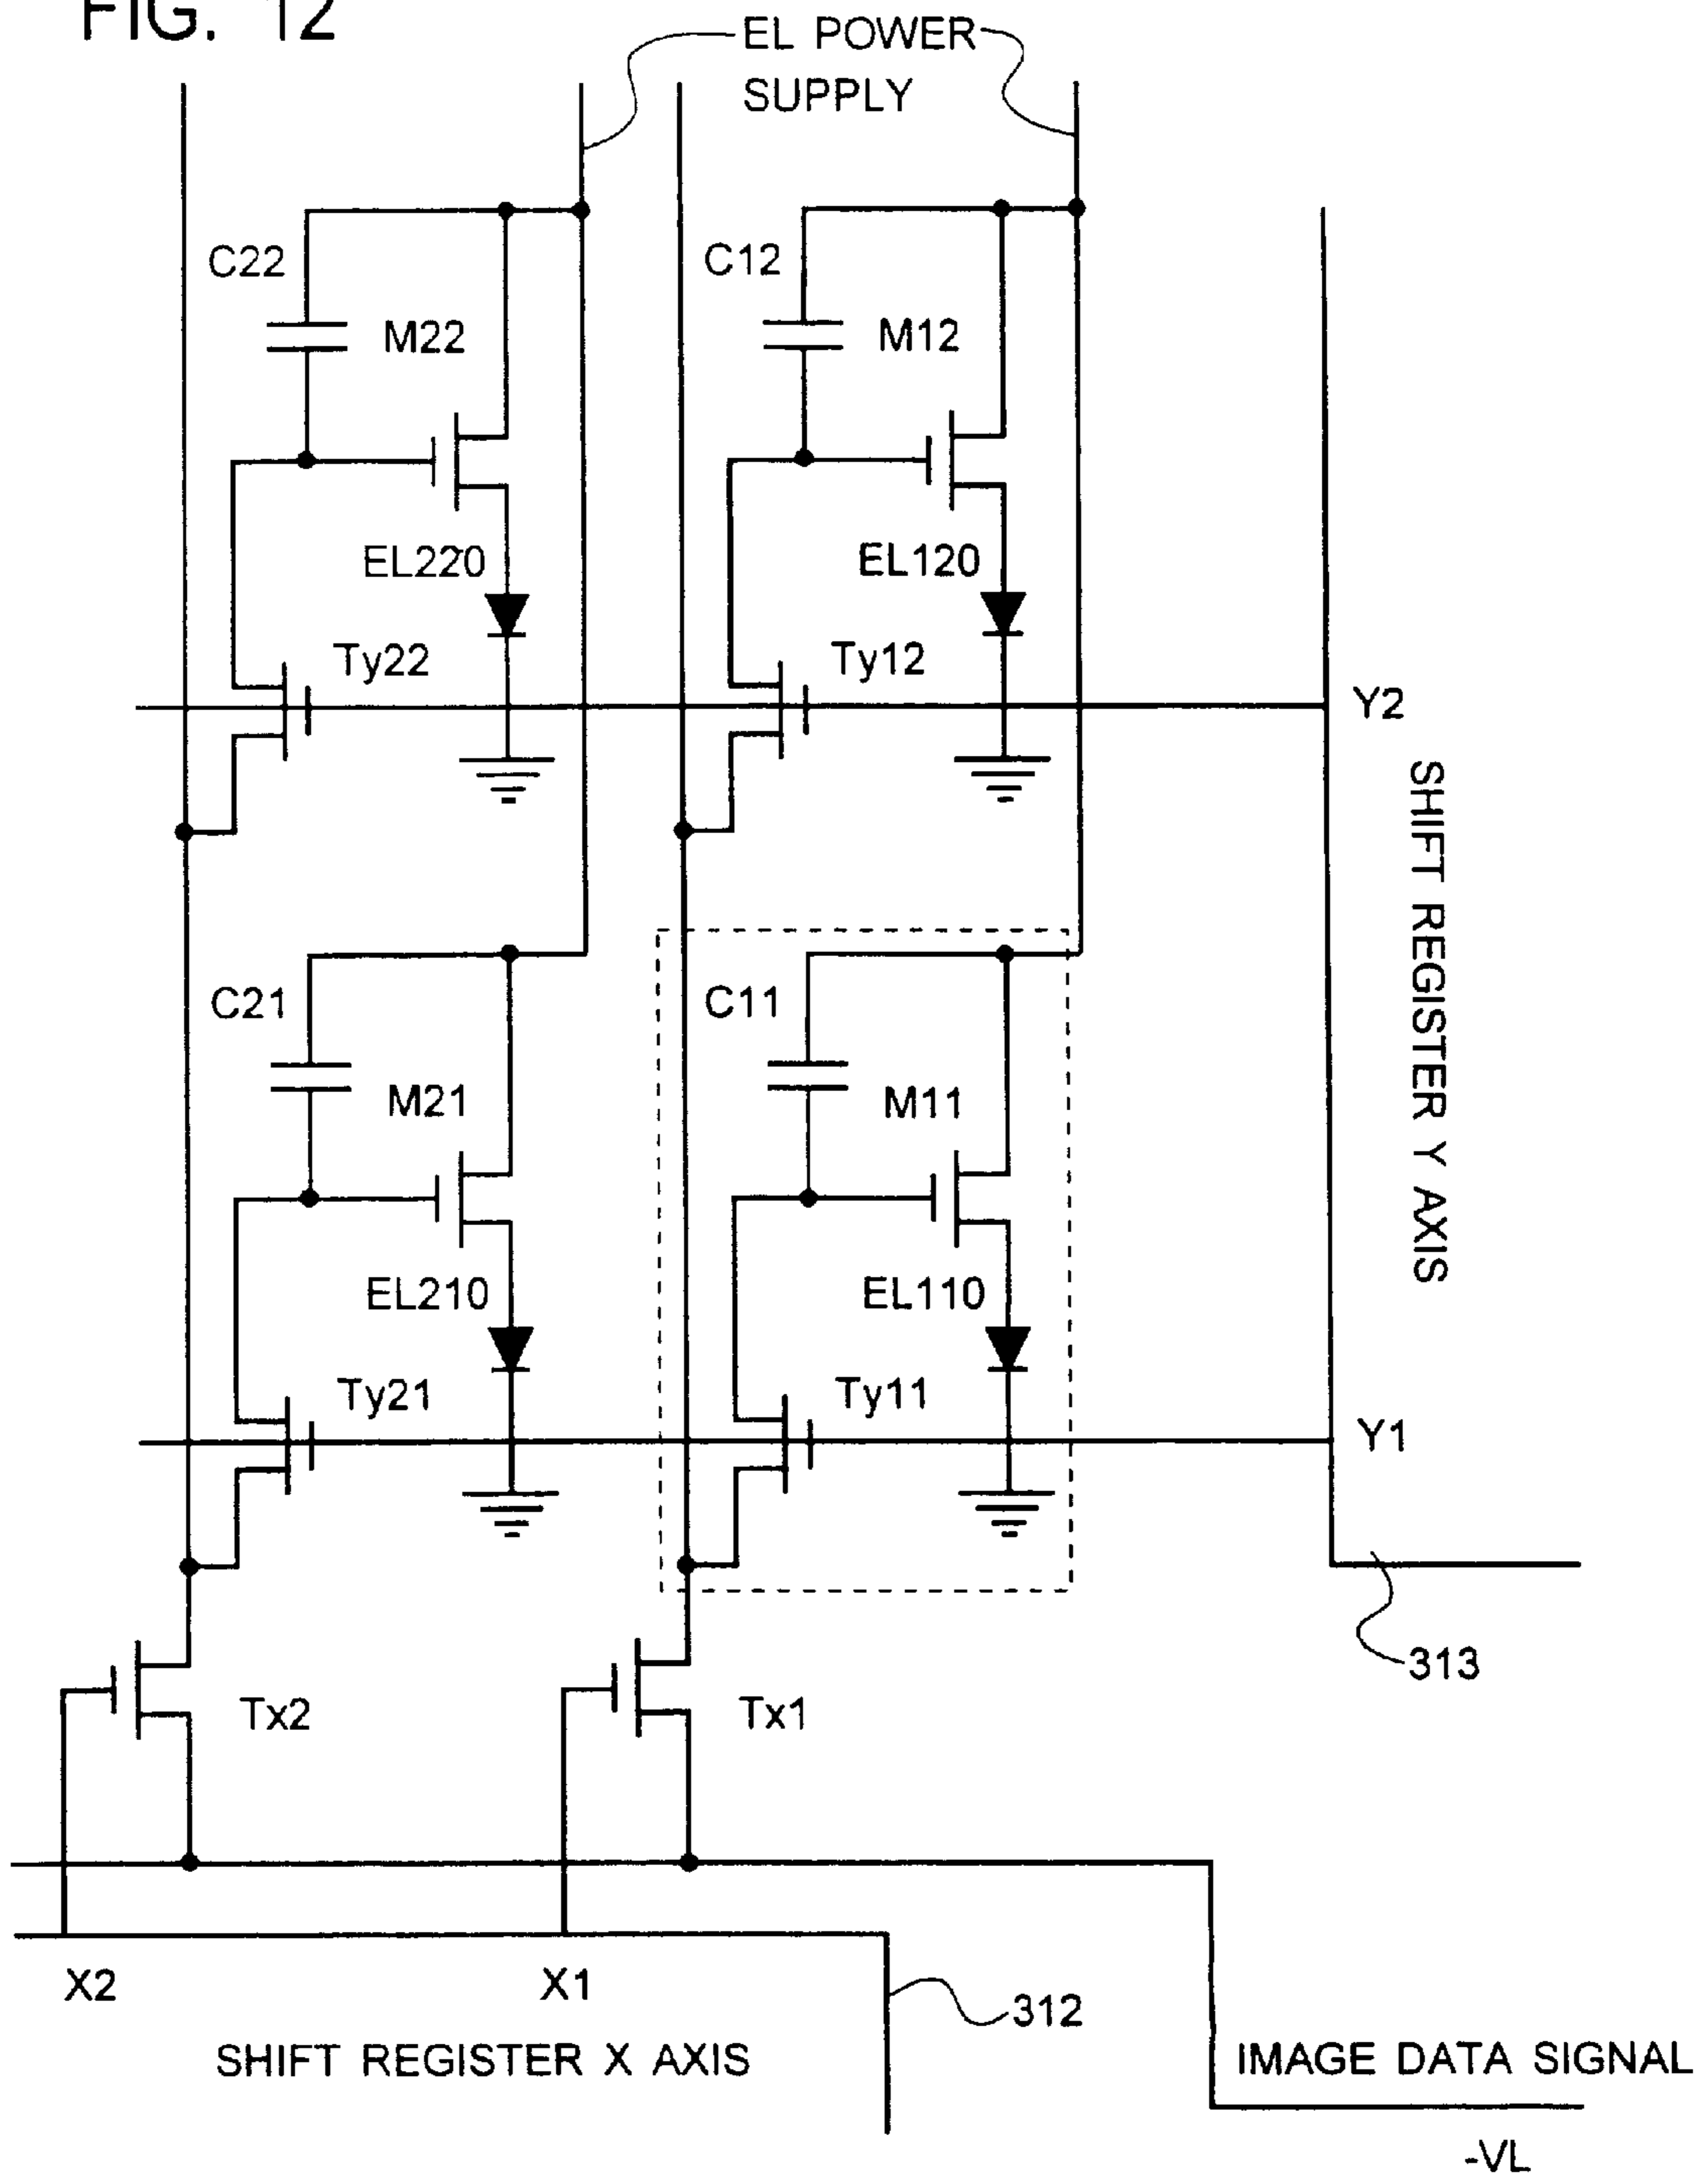 FIG. 12
EL POWER
SUPPLY
C22
C12
M22
M12
EL220
EL120
Ty22
Ty12
Y2
SHIFT REGISTER Y AXIS
C21
C11
M21
M11
EL210
EL110
Ty21
Ty11
Y1
313
Tx2
Tx1
X2
X1
312
SHIFT REGISTER X AXIS
IMAGE DATA SIGNAL
-VL